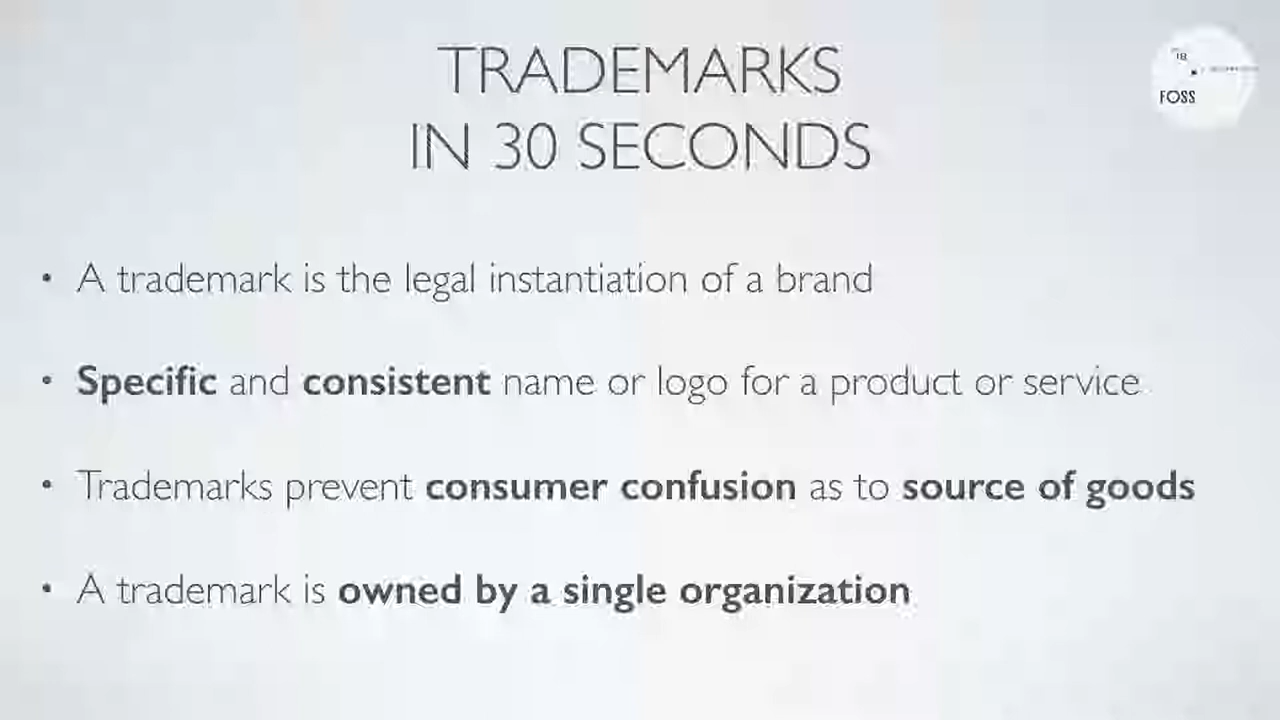 TRADEMARKS
IN 30 SECONDS
FOSS
• A trademark is the legal instantiation of a brand
• Specific and consistent name or logo for a product or service
• Trademarks prevent consumer confusion as to source of goods
• A trademark is owned by a single organization